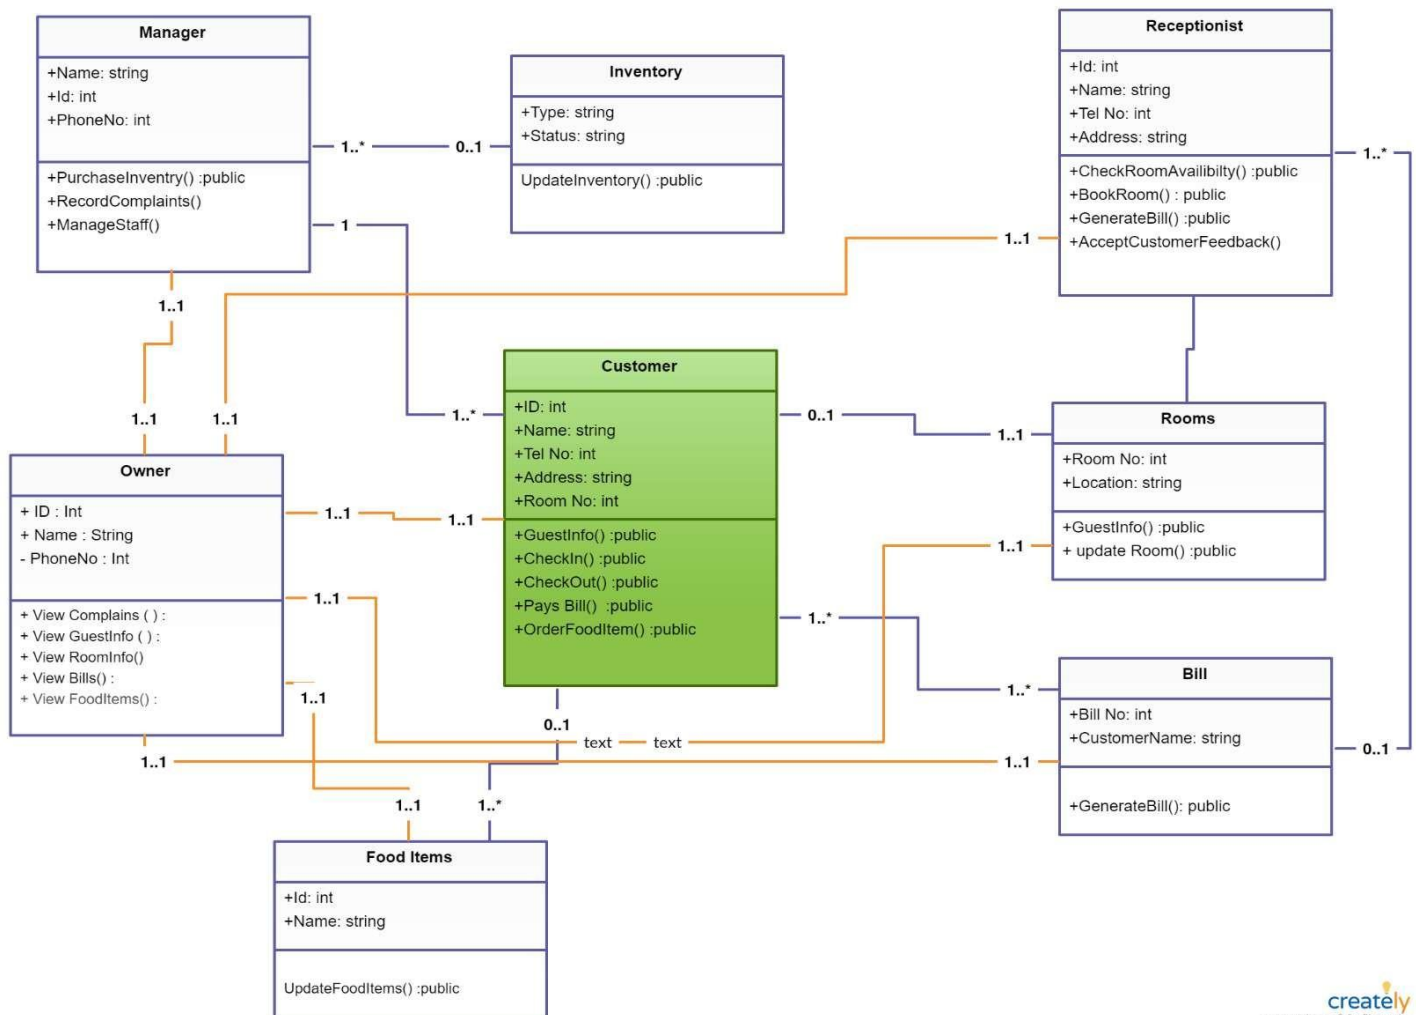 Manager
+Name: string
+Id: int
+PhoneNo: int
+PurchaseInventry() :public
+RecordComplaints()
+ManageStaff()
Inventory
+Type: string
+Status: string
UpdateInventory() :public
Receptionist
+Id: int
+Name: string
+Tel No: int
+Address: string
+CheckRoomAvailibilty() :public
+BookRoom() : public
+GenerateBill() :public
+AcceptCustomerFeedback()
1..*
0..1
1..*
1
1..1
1..1
1..1
1..1
1..*
0..1
1..1
Customer
+ID: int
+Name: string
+Tel No: int
+Address: string
+Room No: int
+GuestInfo() :public
+CheckIn() :public
+CheckOut() :public
+Pays Bill() :public
+OrderFoodItem() :public
Rooms
+Room No: int
+Location: string
+GuestInfo() :public
+ update Room() :public
Owner
+ ID : Int
+ Name : String
- PhoneNo : Int
+ View Complains ( ) :
+ View GuestInfo ( ) :
+ View RoomInfo()
+ View Bills() :
+ View FoodItems() :
1..1
1..1
1..1
1..1
1..*
1..*
1..1
0..1
text
text
1..1
1..1
0..1
1..1
1..*
Bill
+Bill No: int
+CustomerName: string
+GenerateBill(): public
Food Items
+Id: int
+Name: string
UpdateFoodItems() :public
creately